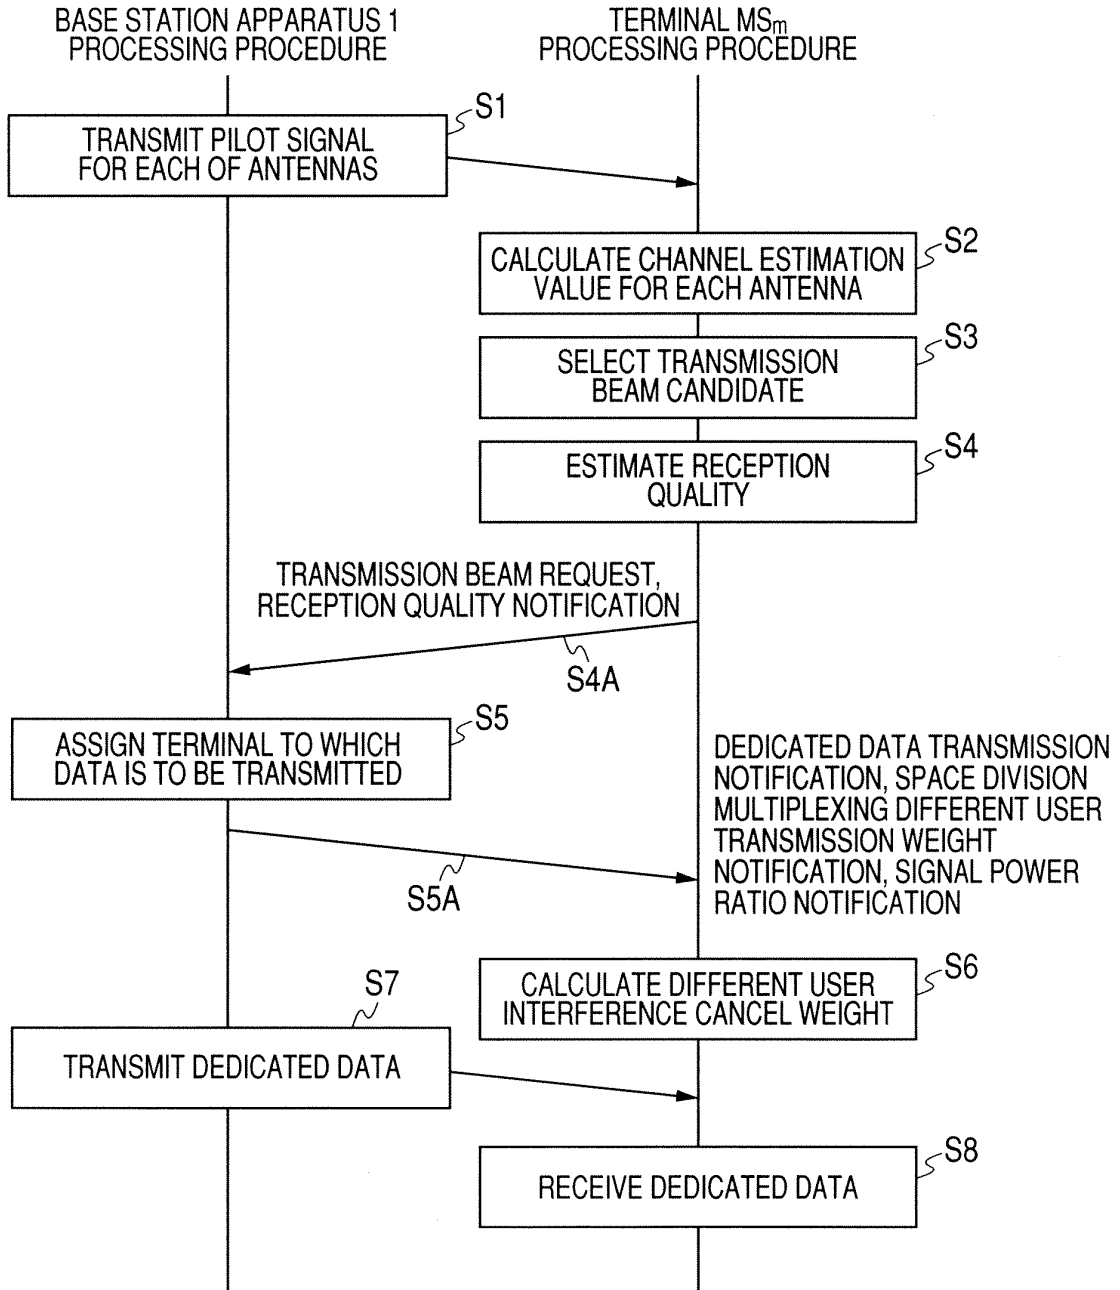 BASE STATION APPARATUS 1
PROCESSING PROCEDURE
TERMINAL MSm
PROCESSING PROCEDURE
S1
TRANSMIT PILOT SIGNAL
FOR EACH OF ANTENNAS
S2
CALCULATE CHANNEL ESTIMATION
VALUE FOR EACH ANTENNA
S3
SELECT TRANSMISSION
BEAM CANDIDATE
S4
ESTIMATE RECEPTION
QUALITY
TRANSMISSION BEAM REQUEST,
RECEPTION QUALITY NOTIFICATION
S4A
S5
ASSIGN TERMINAL TO WHICH
DATA IS TO BE TRANSMITTED
DEDICATED DATA TRANSMISSION
NOTIFICATION, SPACE DIVISION
MULTIPLEXING DIFFERENT USER
TRANSMISSION WEIGHT
NOTIFICATION, SIGNAL POWER
RATIO NOTIFICATION
S5A
S6
CALCULATE DIFFERENT USER
INTERFERENCE CANCEL WEIGHT
S7
TRANSMIT DEDICATED DATA
S8
RECEIVE DEDICATED DATA